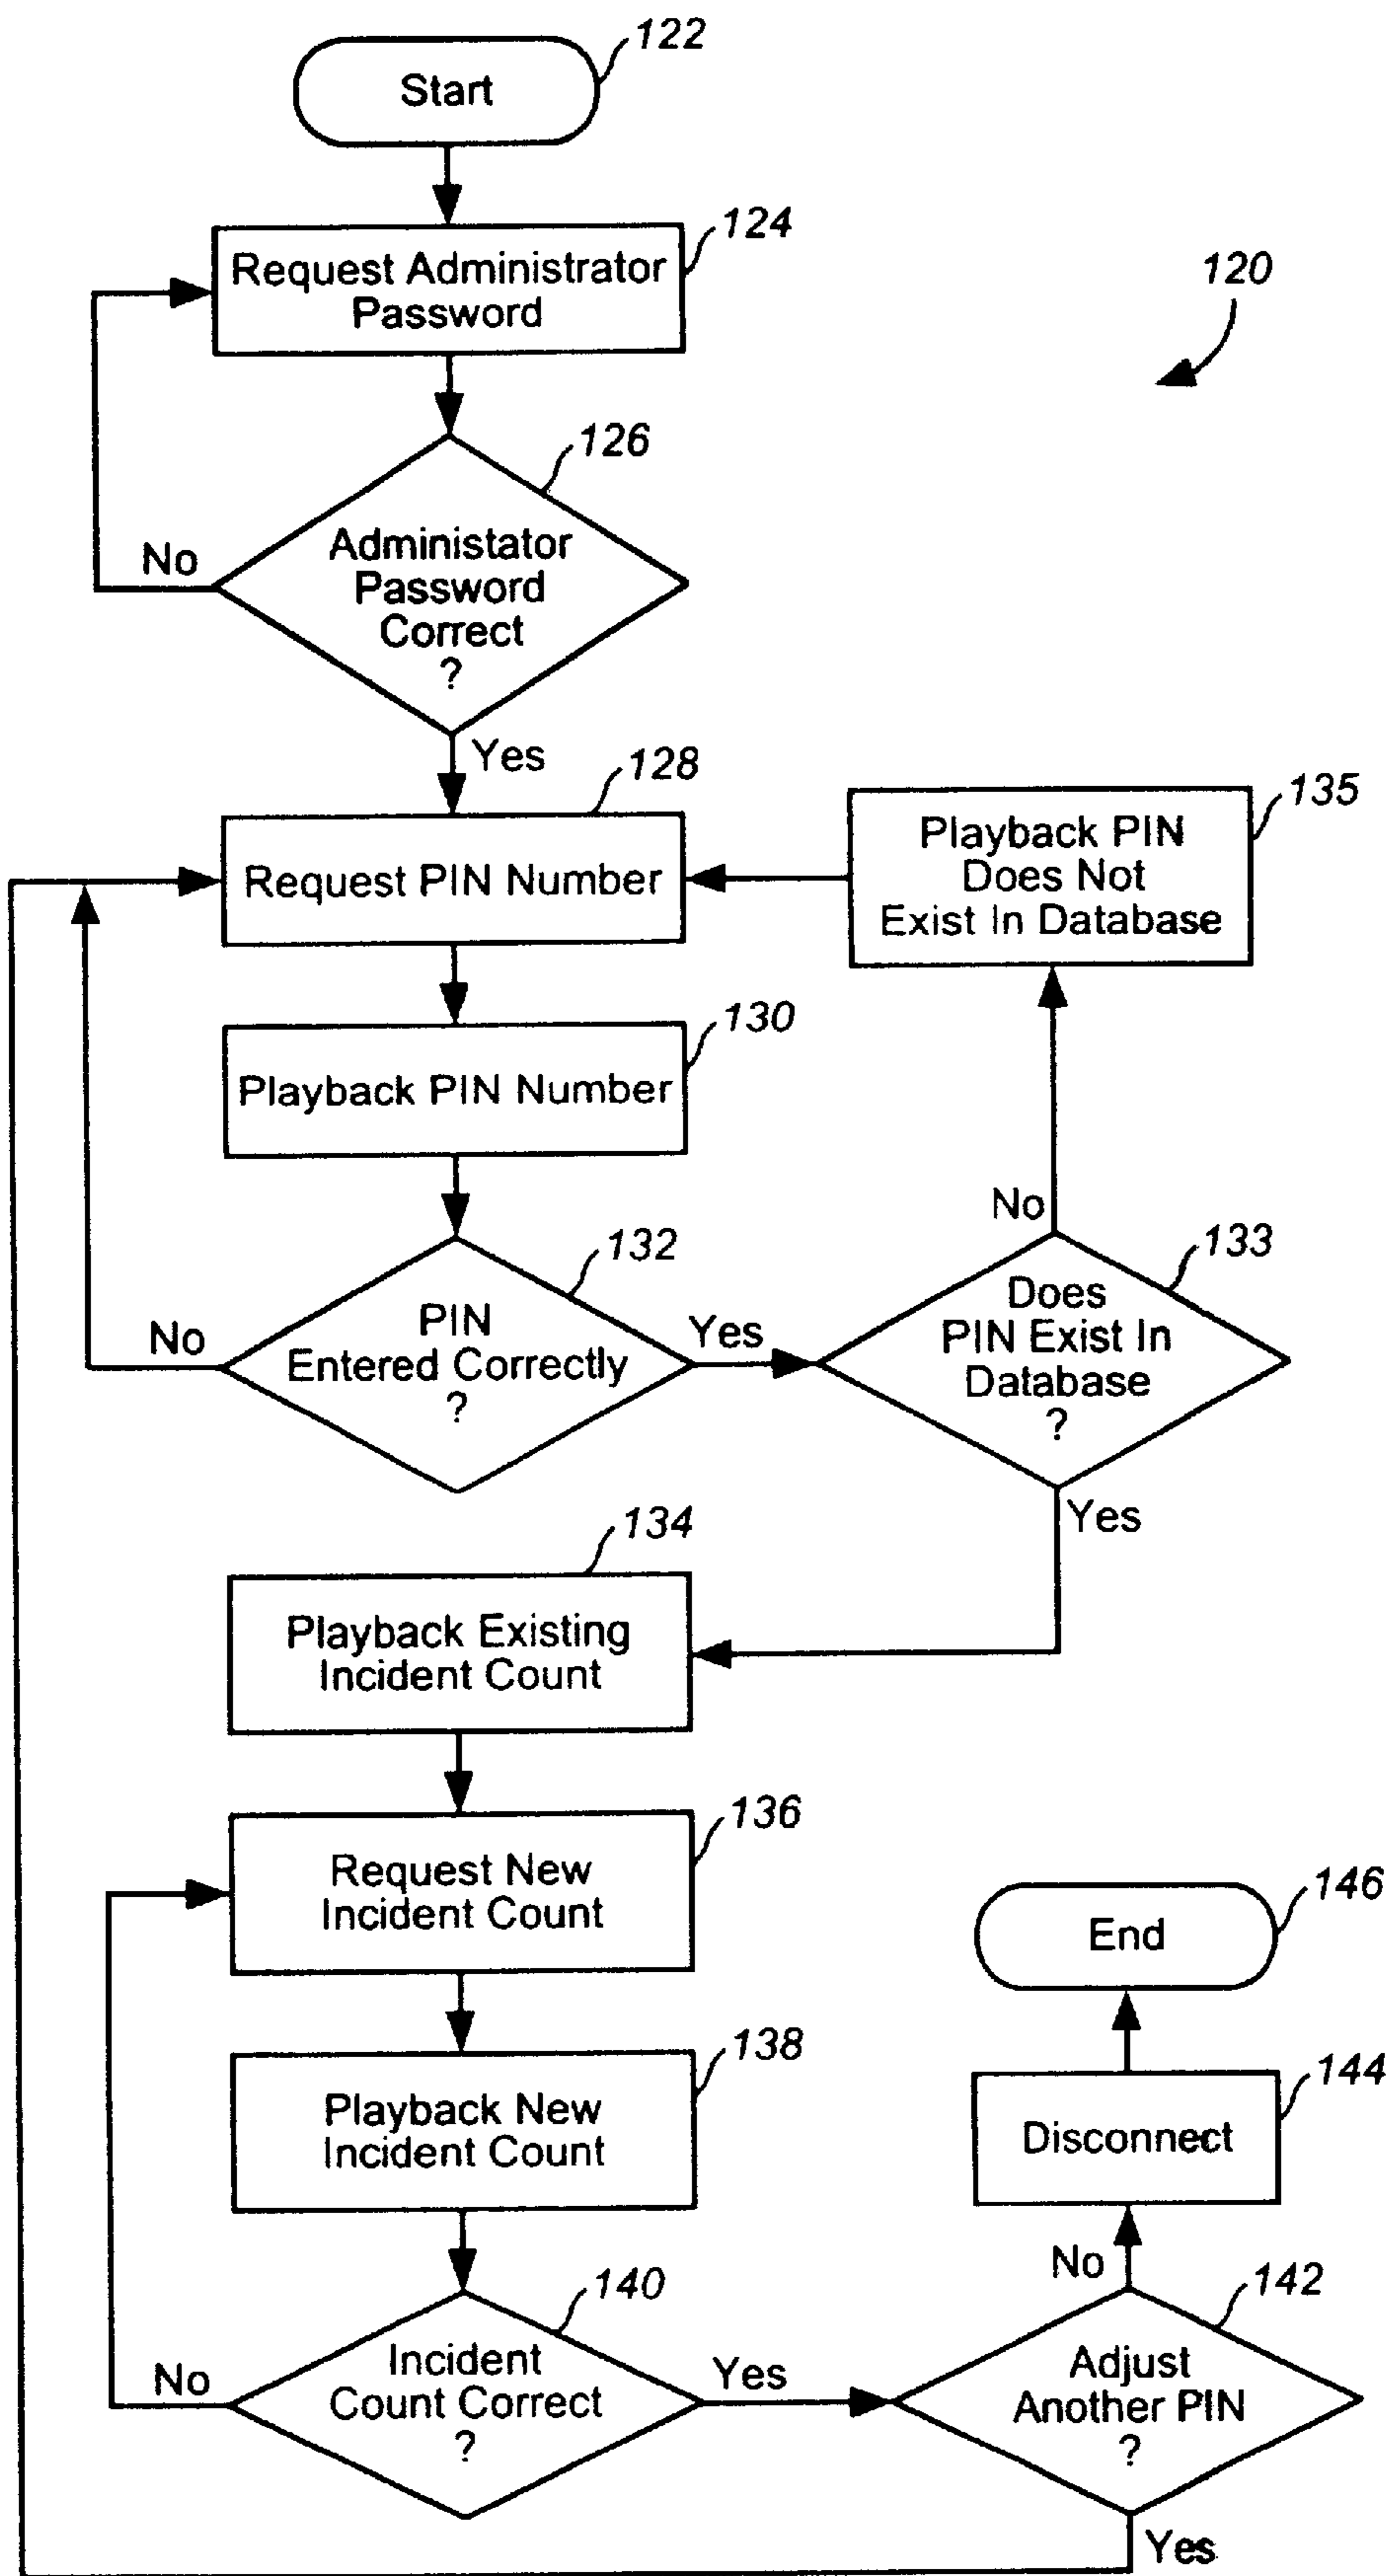 122
Start
124
Request Administrator
Password
120
126
Administator
Password
Correct
?
No
Yes
128
Request PIN Number
135
Playback PIN
Does Not
Exist In Database
130
Playback PIN Number
No
132
PIN
Entered Correctly
?
No
Yes
133
Does
PIN Exist In
Database
?
Yes
134
Playback Existing
Incident Count
136
Request New
Incident Count
146
End
138
Playback New
Incident Count
144
Disconnect
No
140
Incident
Count Correct
?
No
Yes
142
Adjust
Another PIN
?
Yes